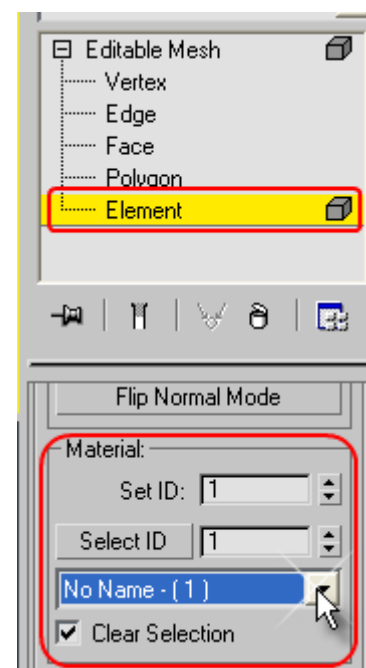 Editable Mesh
Vertex
Edge
Face
Polygon
Element
Flip Normal Mode
Material:
Set ID: 1
Select ID 1
No Name - ( 1 )
Clear Selection